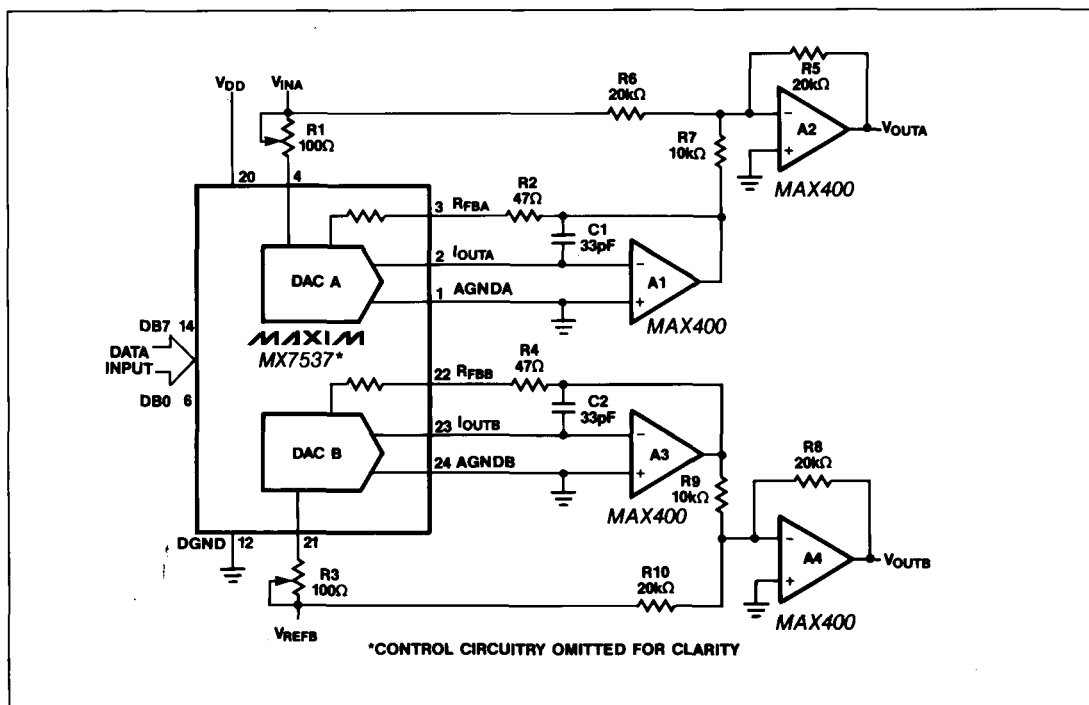 VDD
VINA
R1
100Ω
20
4
R6
20kΩ
R5
20kΩ
A2
VOUTA
R7
10kΩ
MAX400
3 RFBA
R2
47Ω
C1
33pF
2 IOUTA
1 AGNDA
A1
MAX400
DAC A
MAXIM
MX7537*
DB7 14
DATA
INPUT
DB0 6
22 RFBB
R4
47Ω
C2
33pF
23 IOUTB
24 AGNDB
A3
MAX400
DAC B
R9
10kΩ
R8
20kΩ
A4
VOUTB
MAX400
DGND 12
21
R3
100Ω
VREFB
R10
20kΩ
*CONTROL CIRCUITRY OMITTED FOR CLARITY